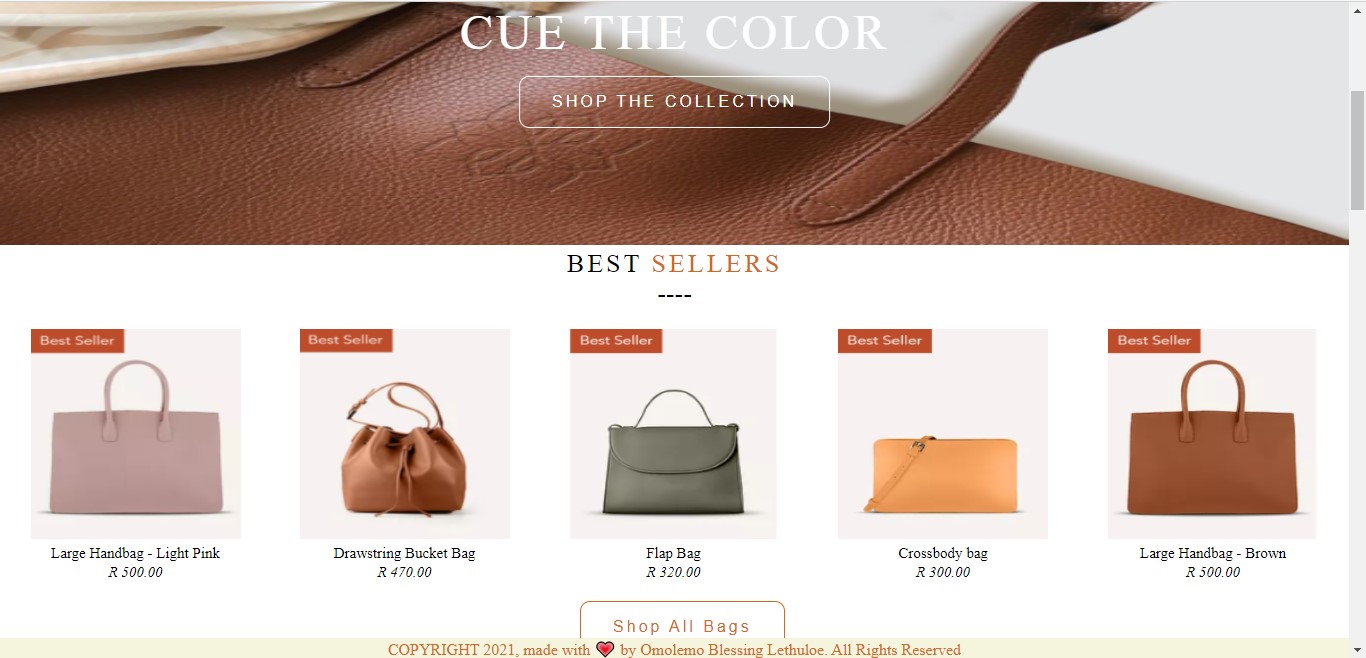 CUE THE COLOR
SHOP THE COLLECTION
BEST SELLERS
----
Best Seller
Best Seller
Best Seller
Best Seller
Best Seller
Large Handbag - Light Pink
R 500.00
Drawstring Bucket Bag
R 470.00
Flap Bag
R 320.00
Crossbody bag
R 300.00
Large Handbag - Brown
R 500.00
Shop All Bags
COPYRIGHT 2021, made with 💗 by Omolemo Blessing Lethuloe. All Rights Reserved